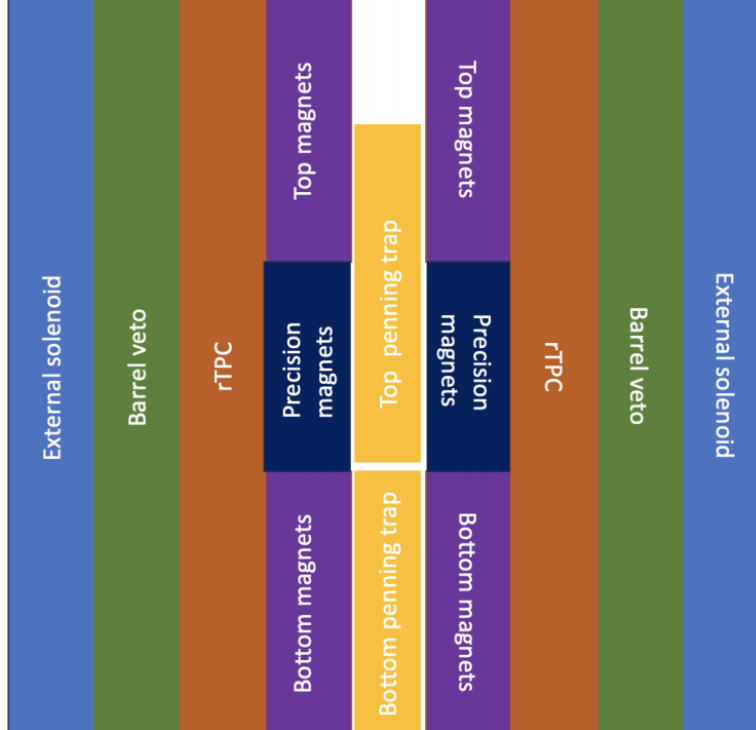 External solenoid
Barrel veto
rTPC
Top magnets
Precision
magnets
Bottom magnets
Top penning trap
Bottom penning trap
Top magnets
Precision
magnets
Bottom magnets
rTPC
Barrel veto
External solenoid